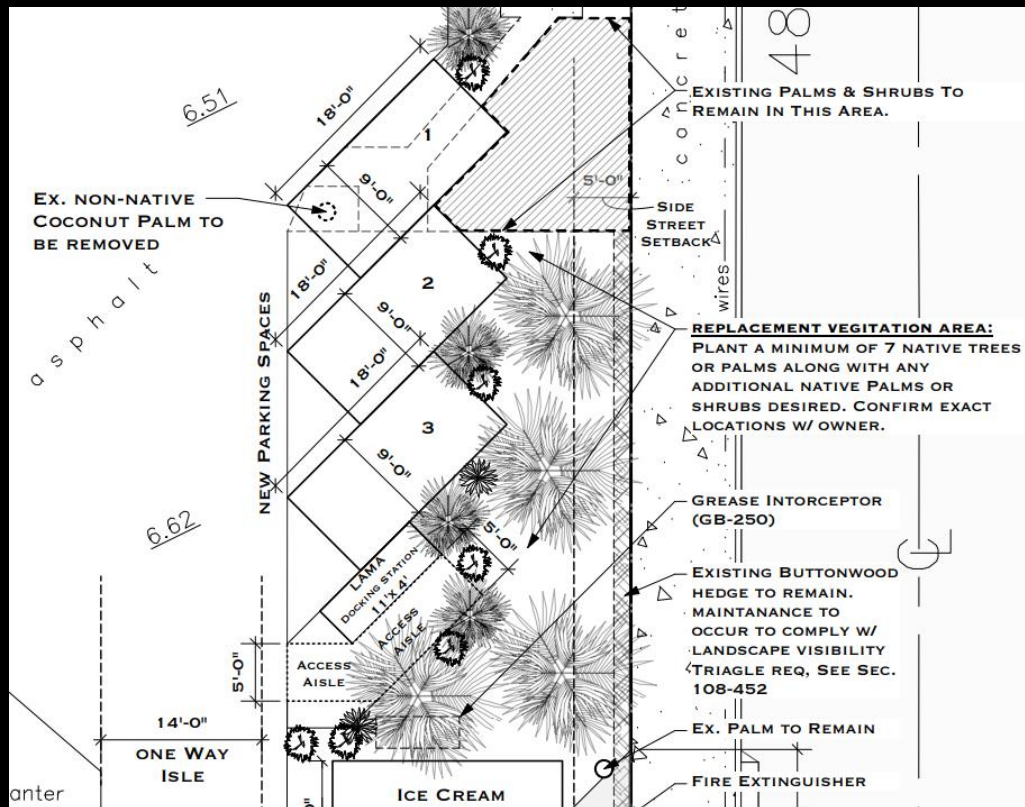 48
concret
EXISTING PALMS & SHRUBS TO
REMAIN IN THIS AREA.
6.51
18'-0"
1
9'-0"
5'-0"
SIDE
STREET
SETBACK
EX. NON-NATIVE
COCONUT PALM TO
BE REMOVED
asphalt
18'-0"
2
9'-0"
wires
NEW PARKING SPACES
REPLACEMENT VEGITATION AREA:
PLANT A MINIMUM OF 7 NATIVE TREES
OR PALMS ALONG WITH ANY
ADDITIONAL NATIVE PALMS OR
SHRUBS DESIRED. CONFIRM EXACT
LOCATIONS W/ OWNER.
18'-0"
3
9'-0"
6.62
GREASE INTORCEPTOR
(GB-250)
5'-0"
LAMA
DOCKING STATION
11'X 4'
ACCESS
AISLE
EXISTING BUTTONWOOD
HEDGE TO REMAIN.
MAINTANANCE TO
OCCUR TO COMPLY W/
LANDSCAPE VISIBILITY
TRIAGLE REQ, SEE SEC.
108-452
5'-0"
ACCESS
AISLE
14'-0"
ONE WAY
ISLE
EX. PALM TO REMAIN
FIRE EXTINGUISHER
anter
ICE CREAM